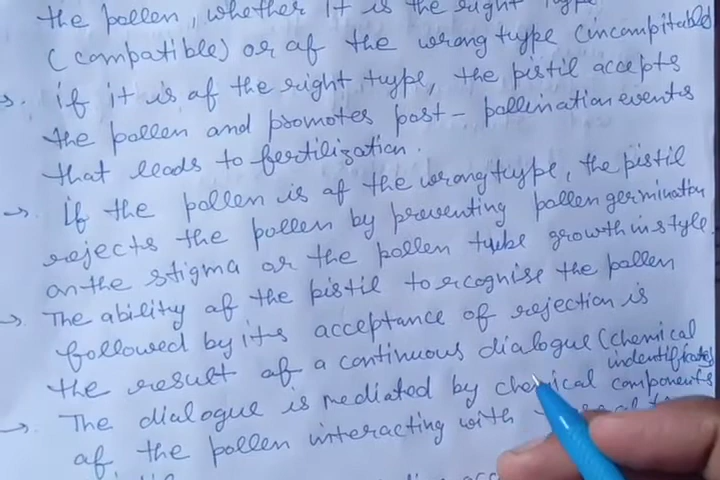 the pollen, whether it is the right type
(compatible) or of the wrong type (incompitable)
→. if it is of the right type, the pistil accepts
the pollen and promotes post - pollination events
that leads to fertilization.
→. if the pollen is of the wrong type, the pistil
rejects the pollen by preventing pollen germination
on the stigma or the pollen tube growth in style.
→. The ability of the pistil to recognise the pollen
followed by its acceptance of rejection is
the result of a continuous dialogue (chemical
indentificates)
→. The dialogue is mediated by chemical components
of the pollen interacting with